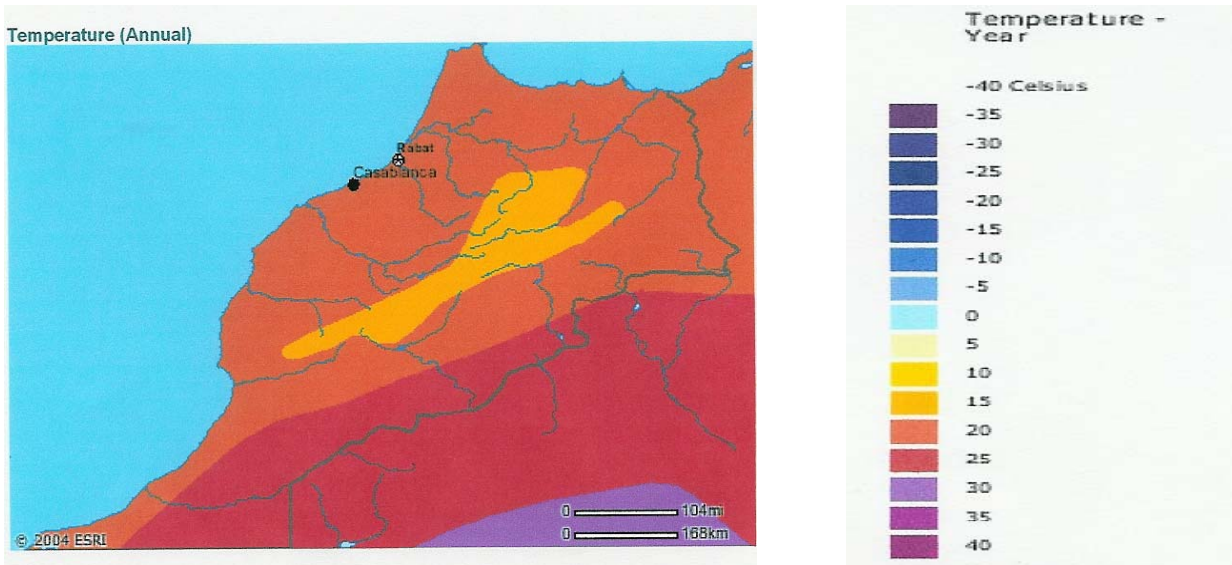 Temperature (Annual)
Rabat
Casablanca
0 104mi
0 168km
© 2004 ESRI
Temperature -
Year
-40 Celsius
-35
-30
-25
-20
-15
-10
-5
0
5
10
15
20
25
30
35
40